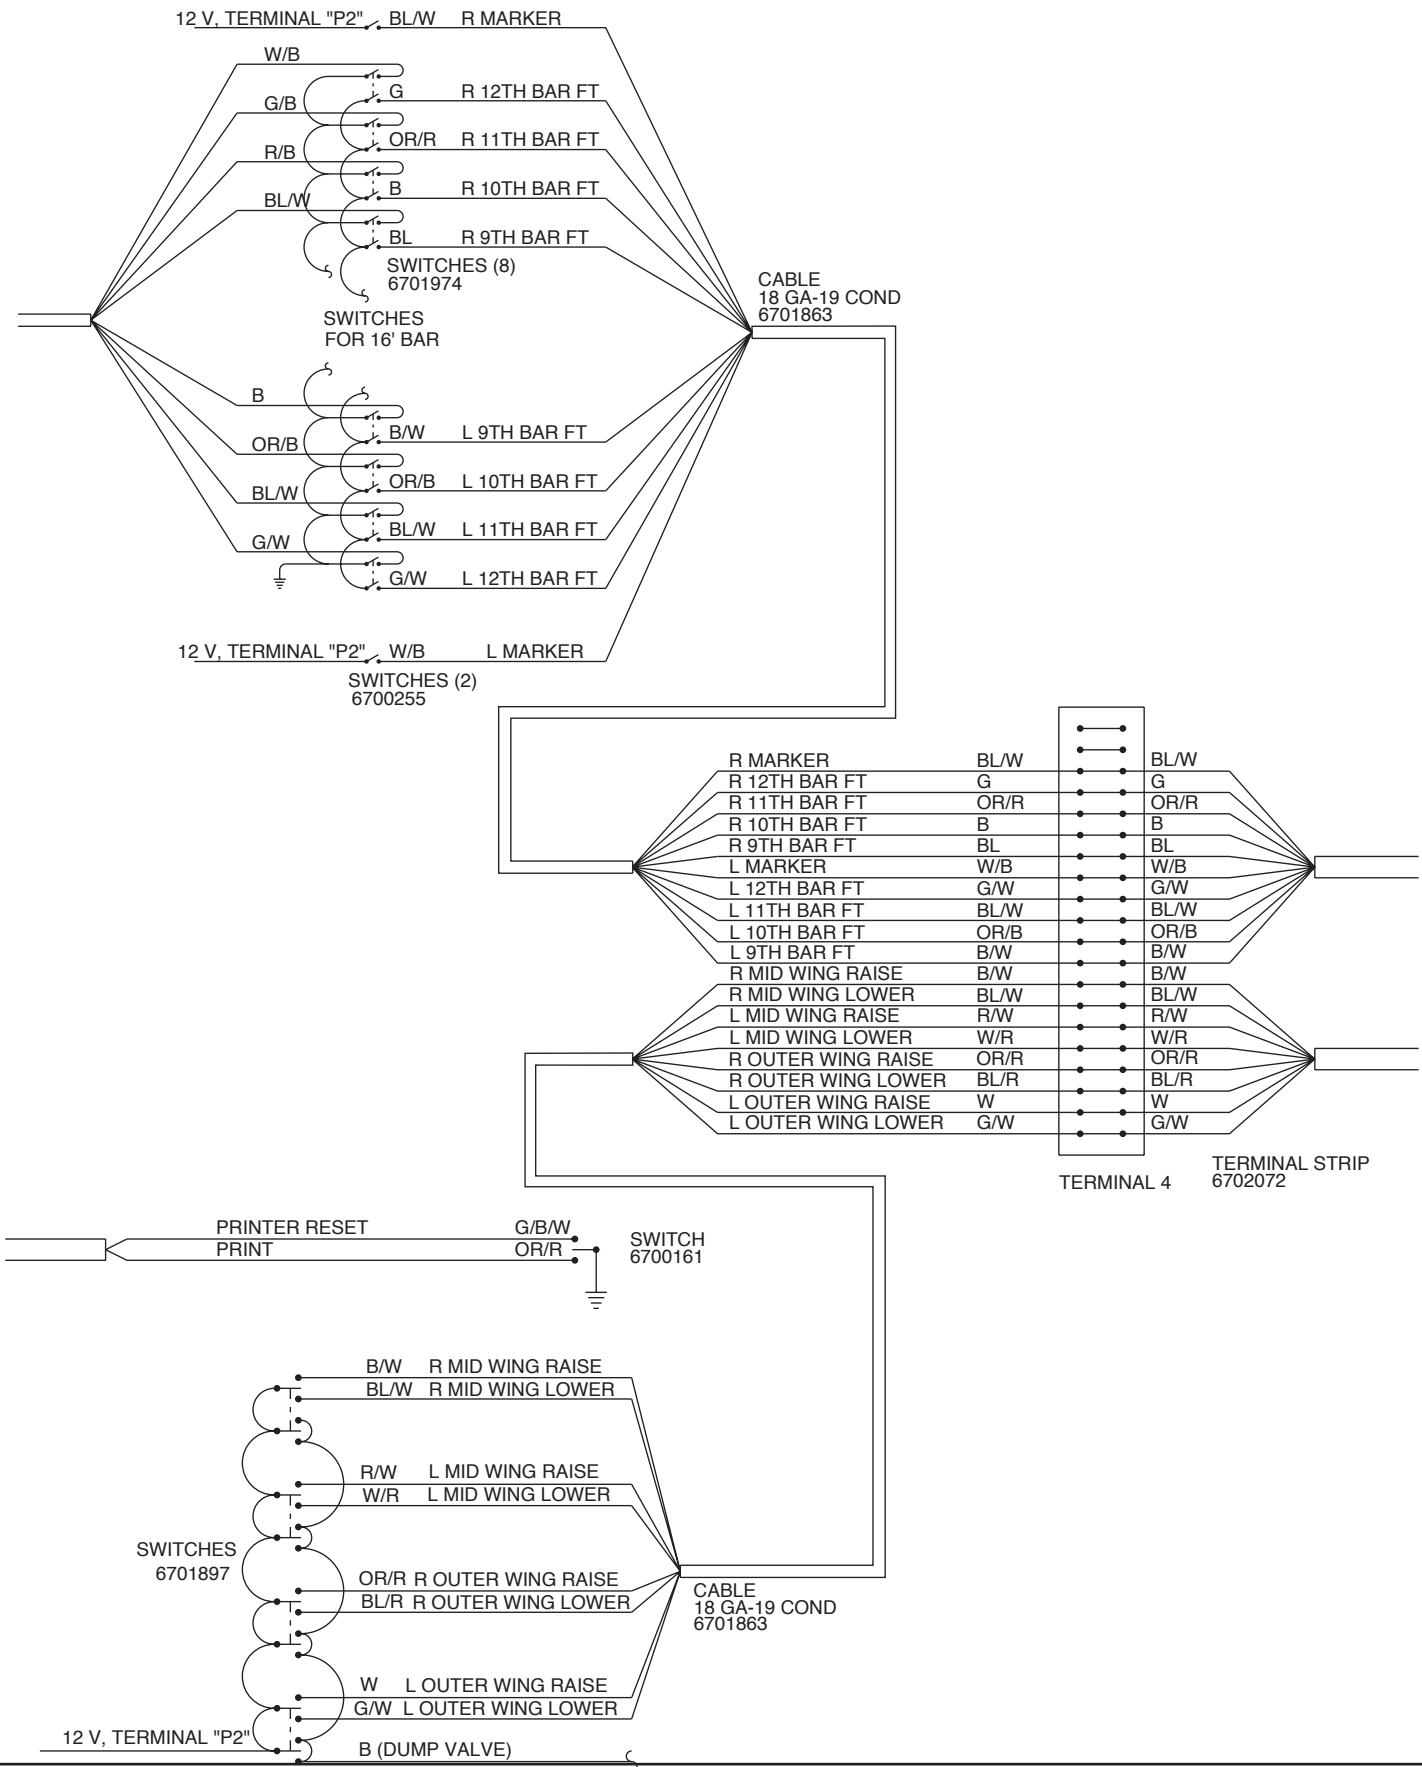 12 V, TERMINAL "P2" BL/W R MARKER
W/B
G R 12TH BAR FT
G/B
OR/R R 11TH BAR FT
R/B
B R 10TH BAR FT
BL/W
BL R 9TH BAR FT
SWITCHES (8)
6701974
SWITCHES
FOR 16' BAR
CABLE
18 GA-19 COND
6701863
B
B/W L 9TH BAR FT
OR/B
OR/B L 10TH BAR FT
BL/W
BL/W L 11TH BAR FT
G/W
G/W L 12TH BAR FT
12 V, TERMINAL "P2" W/B L MARKER
SWITCHES (2)
6700255
R MARKER BL/W BL/W
R 12TH BAR FT G G
R 11TH BAR FT OR/R OR/R
R 10TH BAR FT B B
R 9TH BAR FT BL BL
L MARKER W/B W/B
L 12TH BAR FT G/W G/W
L 11TH BAR FT BL/W BL/W
L 10TH BAR FT OR/B OR/B
L 9TH BAR FT B/W B/W
R MID WING RAISE B/W B/W
R MID WING LOWER BL/W BL/W
L MID WING RAISE R/W R/W
L MID WING LOWER W/R W/R
R OUTER WING RAISE OR/R OR/R
R OUTER WING LOWER BL/R BL/R
L OUTER WING RAISE W W
L OUTER WING LOWER G/W G/W
TERMINAL 4
TERMINAL STRIP
6702072
PRINTER RESET G/B/W
PRINT OR/R
SWITCH
6700161
B/W R MID WING RAISE
BL/W R MID WING LOWER
R/W L MID WING RAISE
W/R L MID WING LOWER
SWITCHES
6701897
OR/R R OUTER WING RAISE
BL/R R OUTER WING LOWER
CABLE
18 GA-19 COND
6701863
W L OUTER WING RAISE
G/W L OUTER WING LOWER
12 V, TERMINAL "P2"
B (DUMP VALVE)